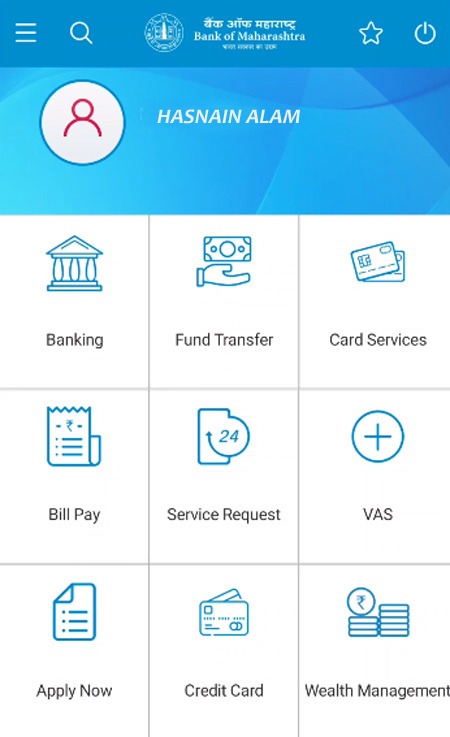 बैंक ऑफ महाराष्ट्र
Bank of Maharashtra
भारत सरकार का उद्यम
HASNAIN ALAM
Banking
Fund Transfer
Card Services
₹
24
Bill Pay
Service Request
VAS
₹
Apply Now
Credit Card
Wealth Management